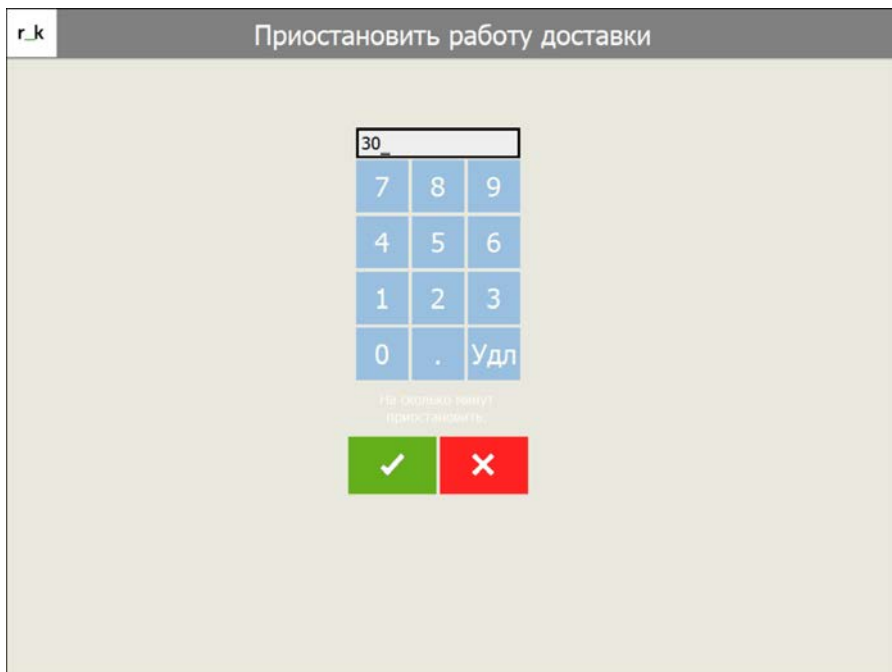 r_k
Приостановить работу доставки
30_
7 8 9
4 5 6
1 2 3
0 . Удл
На сколько минут
приостановить